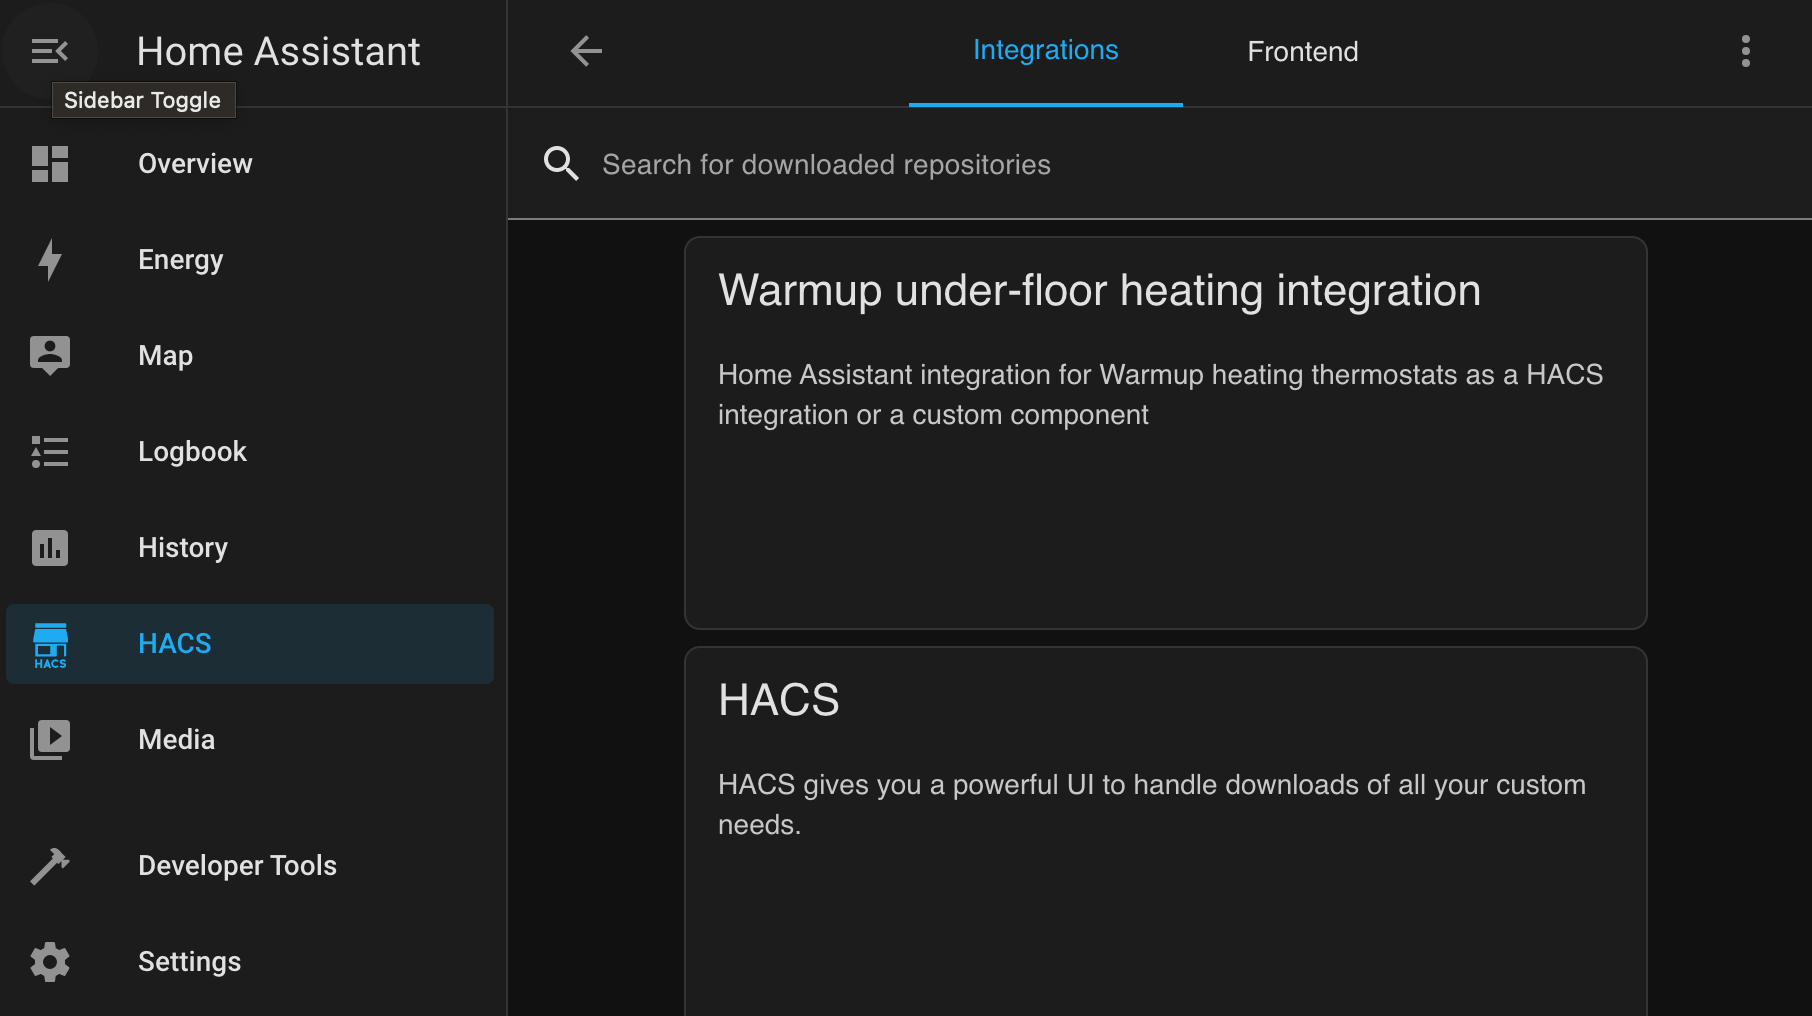 Home Assistant
Sidebar Toggle
Overview
Energy
Map
Logbook
History
HACS
HACS
Media
Developer Tools
Settings
Integrations
Frontend
Search for downloaded repositories
Warmup under-floor heating integration
Home Assistant integration for Warmup heating thermostats as a HACS
integration or a custom component
HACS
HACS gives you a powerful UI to handle downloads of all your custom
needs.